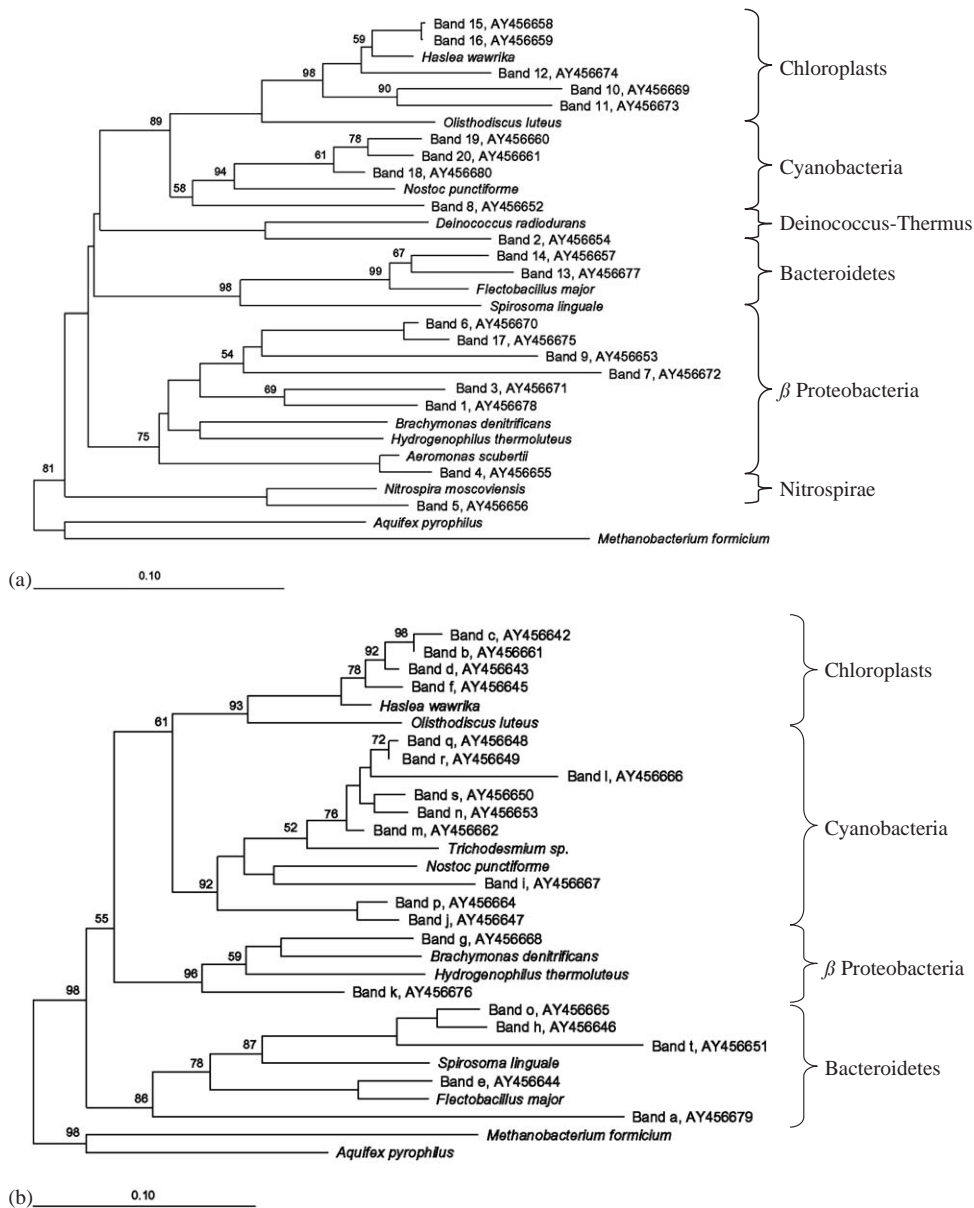 Band 15, AY456658
59
Band 16, AY456659
Haslea wawrika
98
Band 12, AY456674
Chloroplasts
90
Band 10, AY456669
Band 11, AY456673
89
Olisthodiscus luteus
78
Band 19, AY456660
61
Band 20, AY456661
94
Band 18, AY456680
Cyanobacteria
58
Nostoc punctiforme
Band 8, AY456652
Deinococcus radiodurans
Deinococcus-Thermus
Band 2, AY456654
67
Band 14, AY456657
99
Band 13, AY456677
Bacteroidetes
98
Flectobacillus major
Spirosoma linguale
Band 6, AY456670
Band 17, AY456675
54
Band 9, AY456653
Band 7, AY456672
69
Band 3, AY456671
β Proteobacteria
Band 1, AY456678
Brachymonas denitrificans
75
Hydrogenophilus thermoluteus
Aeromonas scubertii
81
Band 4, AY456655
Nitrospira moscoviensis
Nitrospirae
Band 5, AY456656
Aquifex pyrophilus
Methanobacterium formicium
(a)
0.10
98
Band c, AY456642
92
Band b, AY456661
78
Band d, AY456643
Chloroplasts
93
Band f, AY456645
Haslea wawrika
61
Olisthodiscus luteus
72
Band q, AY456648
Band r, AY456649
Band l, AY456666
Band s, AY456650
76
Band n, AY456653
52
Band m, AY456662
Cyanobacteria
Trichodesmium sp.
Nostoc punctiforme
92
Band i, AY456667
Band p, AY456664
Band j, AY456647
55
Band g, AY456668
59
Brachymonas denitrificans
96
Hydrogenophilus thermoluteus
β Proteobacteria
98
Band k, AY456676
Band o, AY456665
87
Band h, AY456646
78
Band t, AY456651
Spirosoma linguale
Bacteroidetes
86
Band e, AY456644
Flectobacillus major
Band a, AY456679
98
Methanobacterium formicium
Aquifex pyrophilus
(b)
0.10